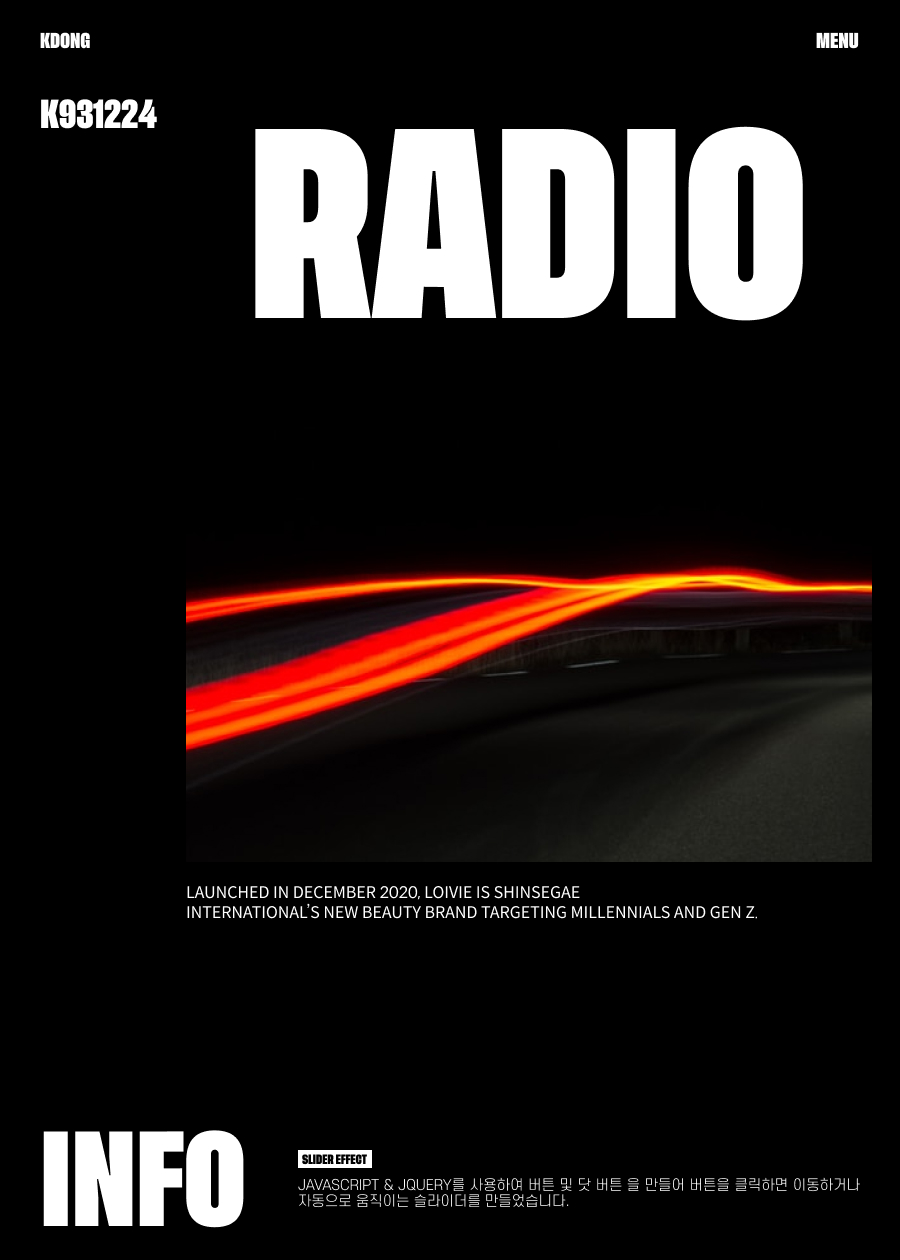 KDONG
MENU
K931224
RADIO
LAUNCHED IN DECEMBER 2020, LOIVIE IS SHINSEGAE
INTERNATIONAL'S NEW BEAUTY BRAND TARGETING MILLENNIALS AND GEN Z.
INFO
SLIDER EFFECT
JAVASCRIPT & JQUERY를 사용하여 버튼 및 닷 버튼 을 만들어 버튼을 클릭하면 이동하거나
자동으로 움직이는 슬라이더를 만들었습니다.